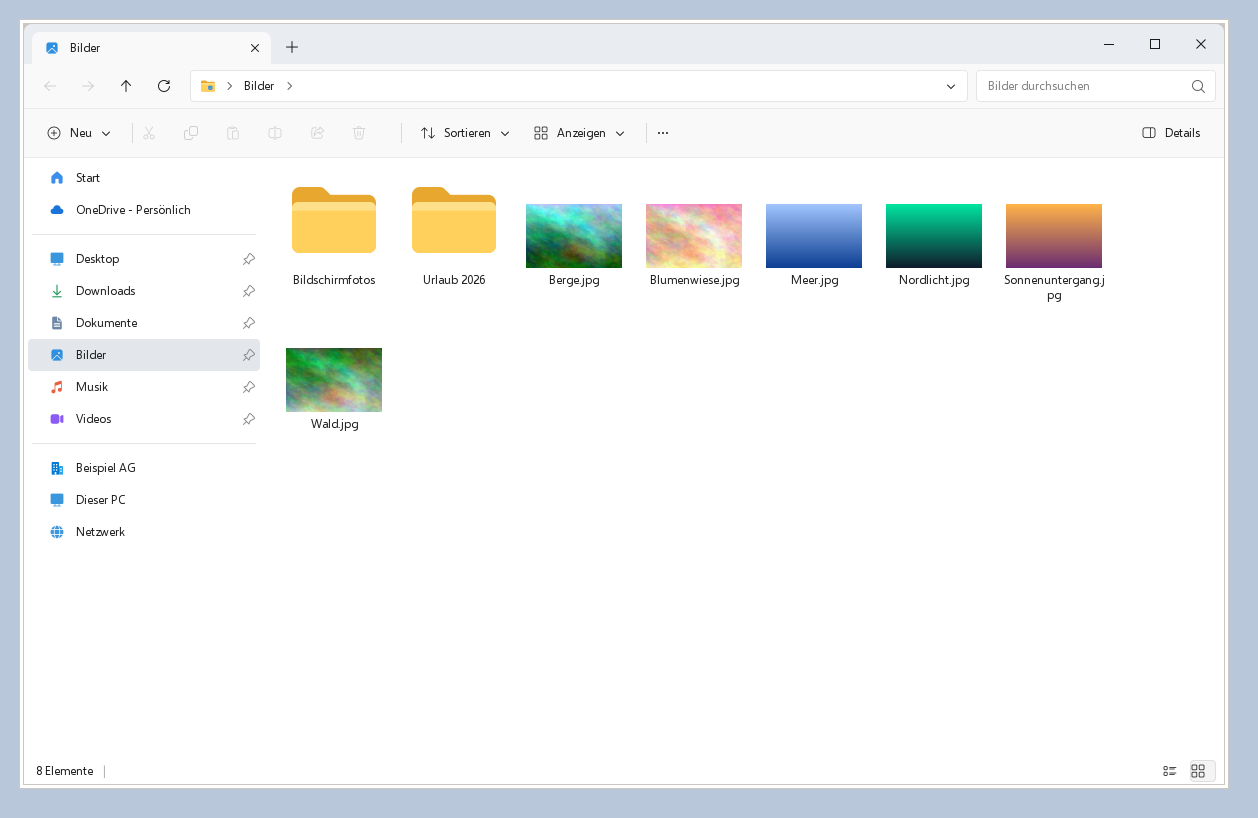 Bilder
Bilder
Bilder durchsuchen
Neu
Sortieren
Anzeigen
Details
Start
OneDrive - Persönlich
Desktop
Downloads
Dokumente
Bilder
Musik
Videos
Beispiel AG
Dieser PC
Netzwerk
Bildschirmfotos
Urlaub 2026
Berge.jpg
Blumenwiese.jpg
Meer.jpg
Nordlicht.jpg
Sonnenuntergang.j
pg
Wald.jpg
8 Elemente